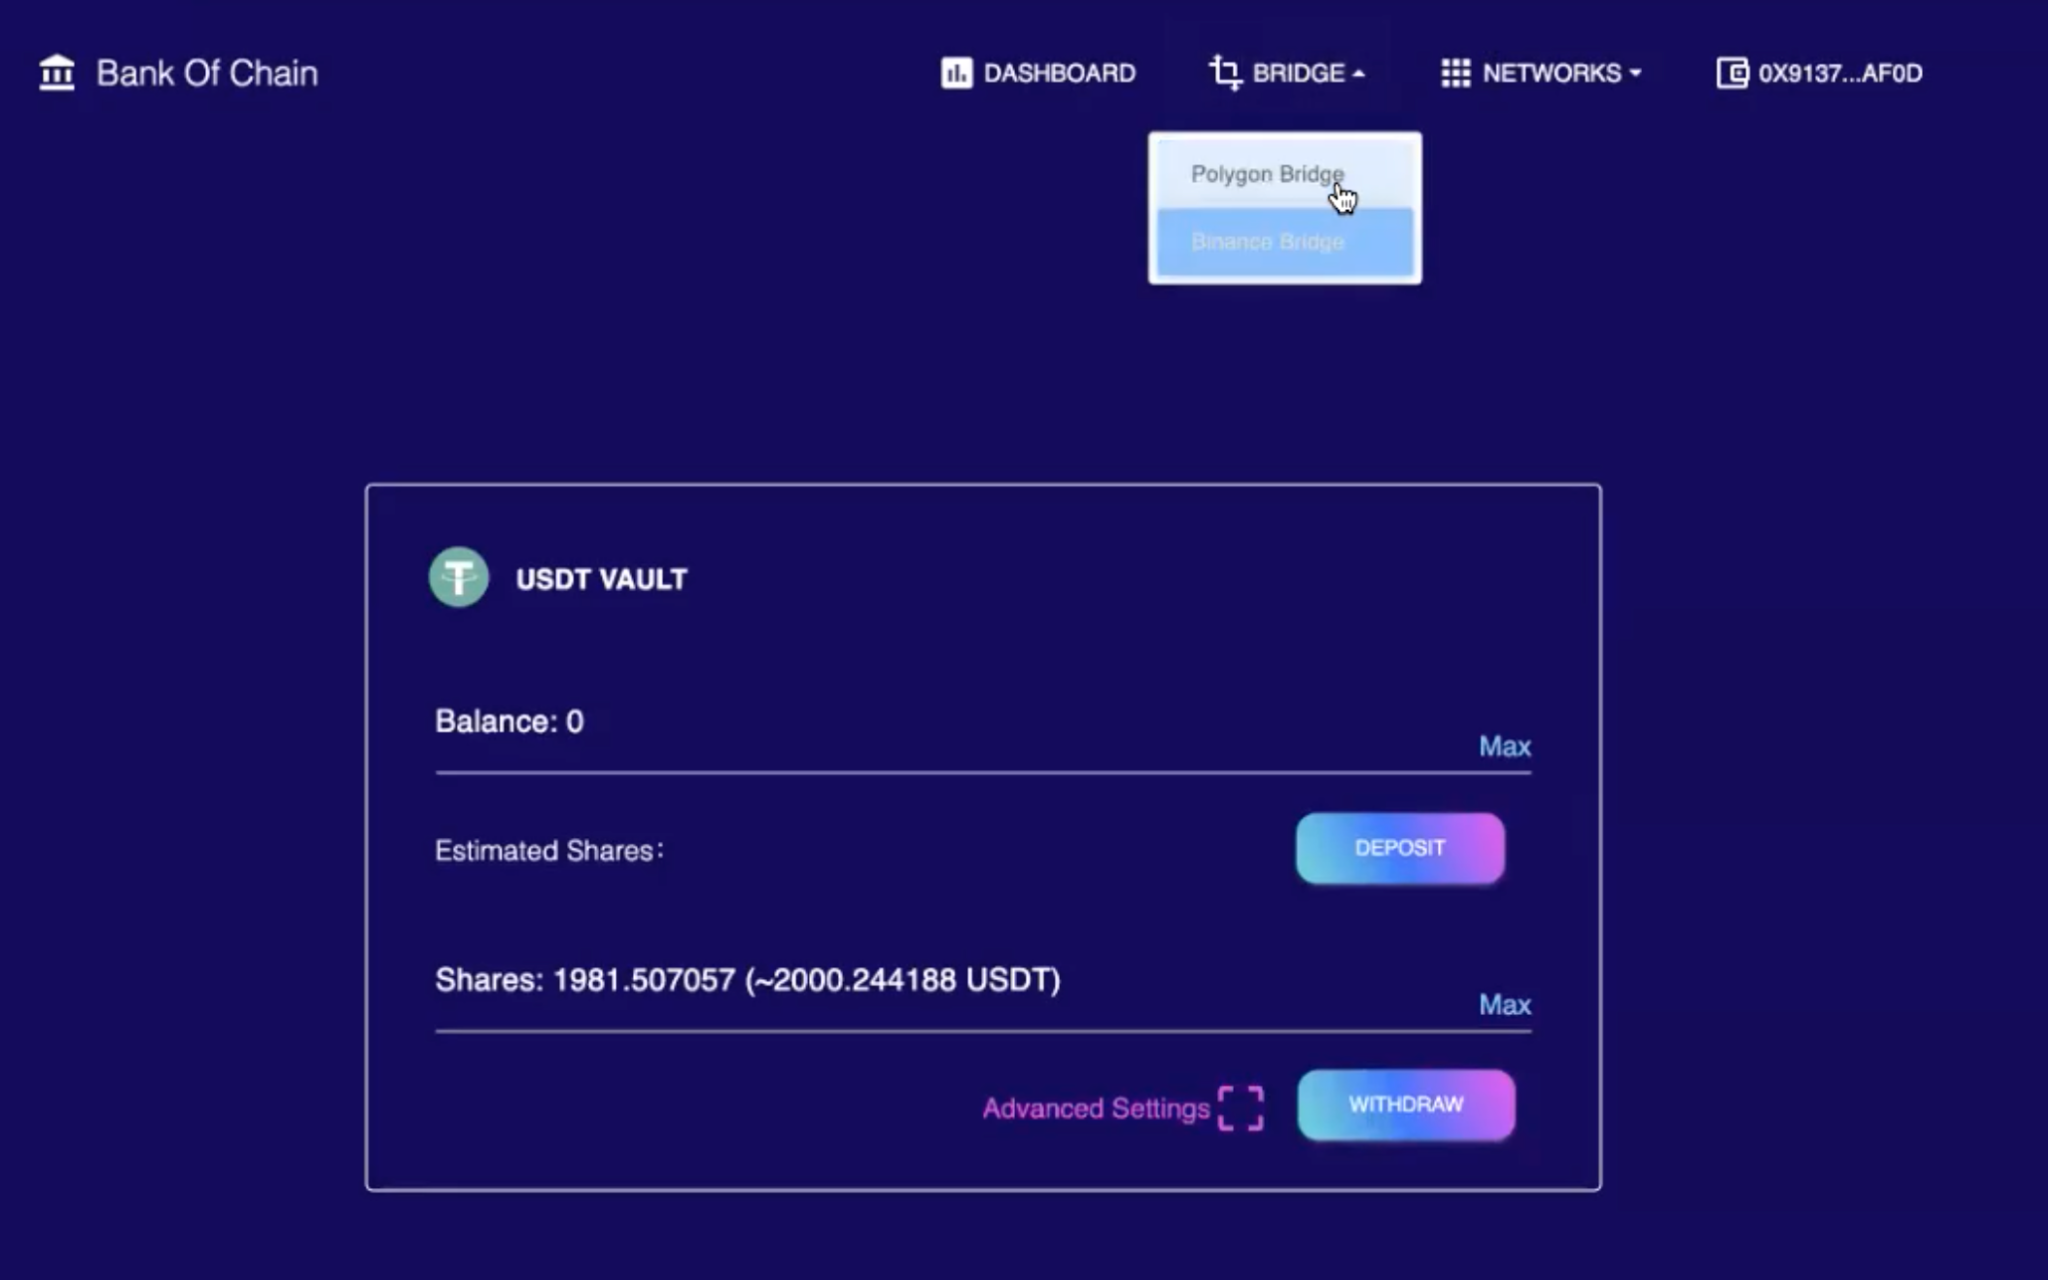 Bank Of Chain
DASHBOARD
BRIDGE
NETWORKS
0X9137...AF0D
Polygon Bridge
Binance Bridge
USDT VAULT
Balance: 0
Max
Estimated Shares:
DEPOSIT
Shares: 1981.507057 (~2000.244188 USDT)
Max
Advanced Settings
WITHDRAW